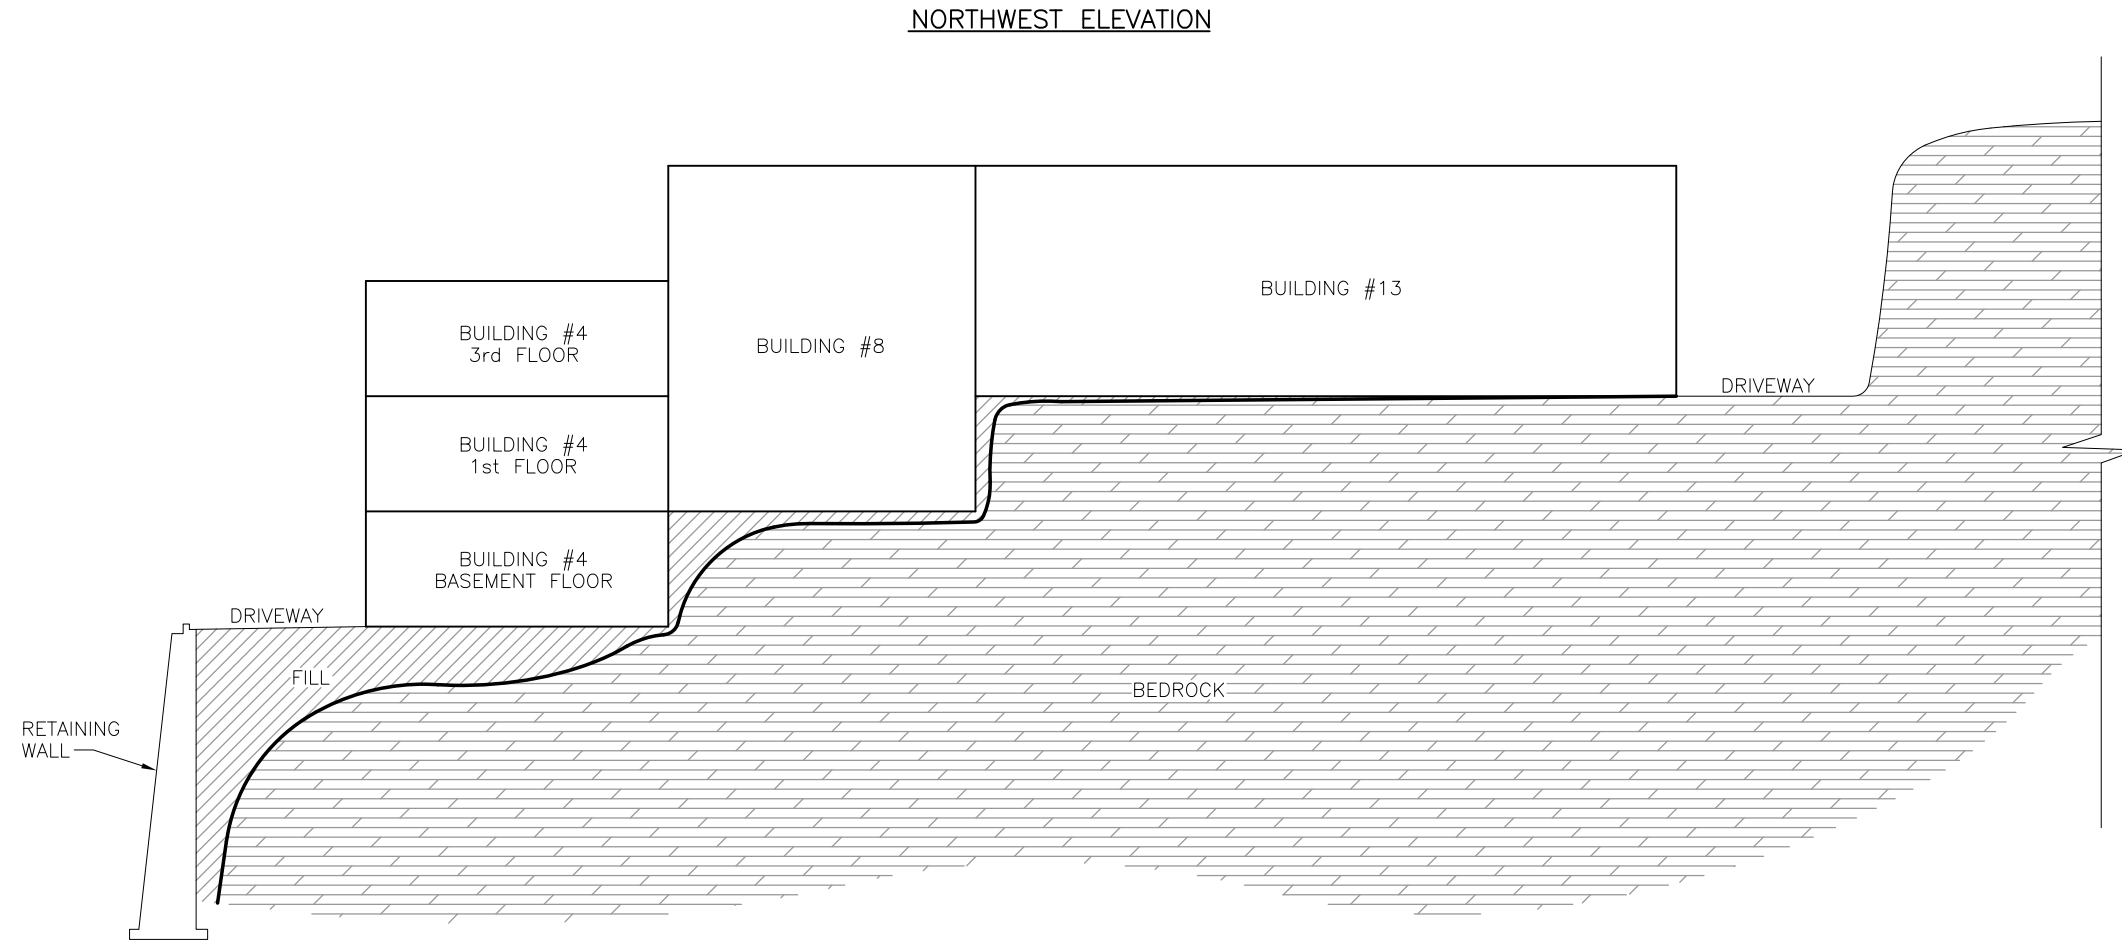 NORTHWEST ELEVATION
BUILDING #13
BUILDING #4
3rd FLOOR
BUILDING #8
DRIVEWAY
BUILDING #4
1st FLOOR
BUILDING #4
BASEMENT FLOOR
DRIVEWAY
FILL
BEDROCK
RETAINING
WALL